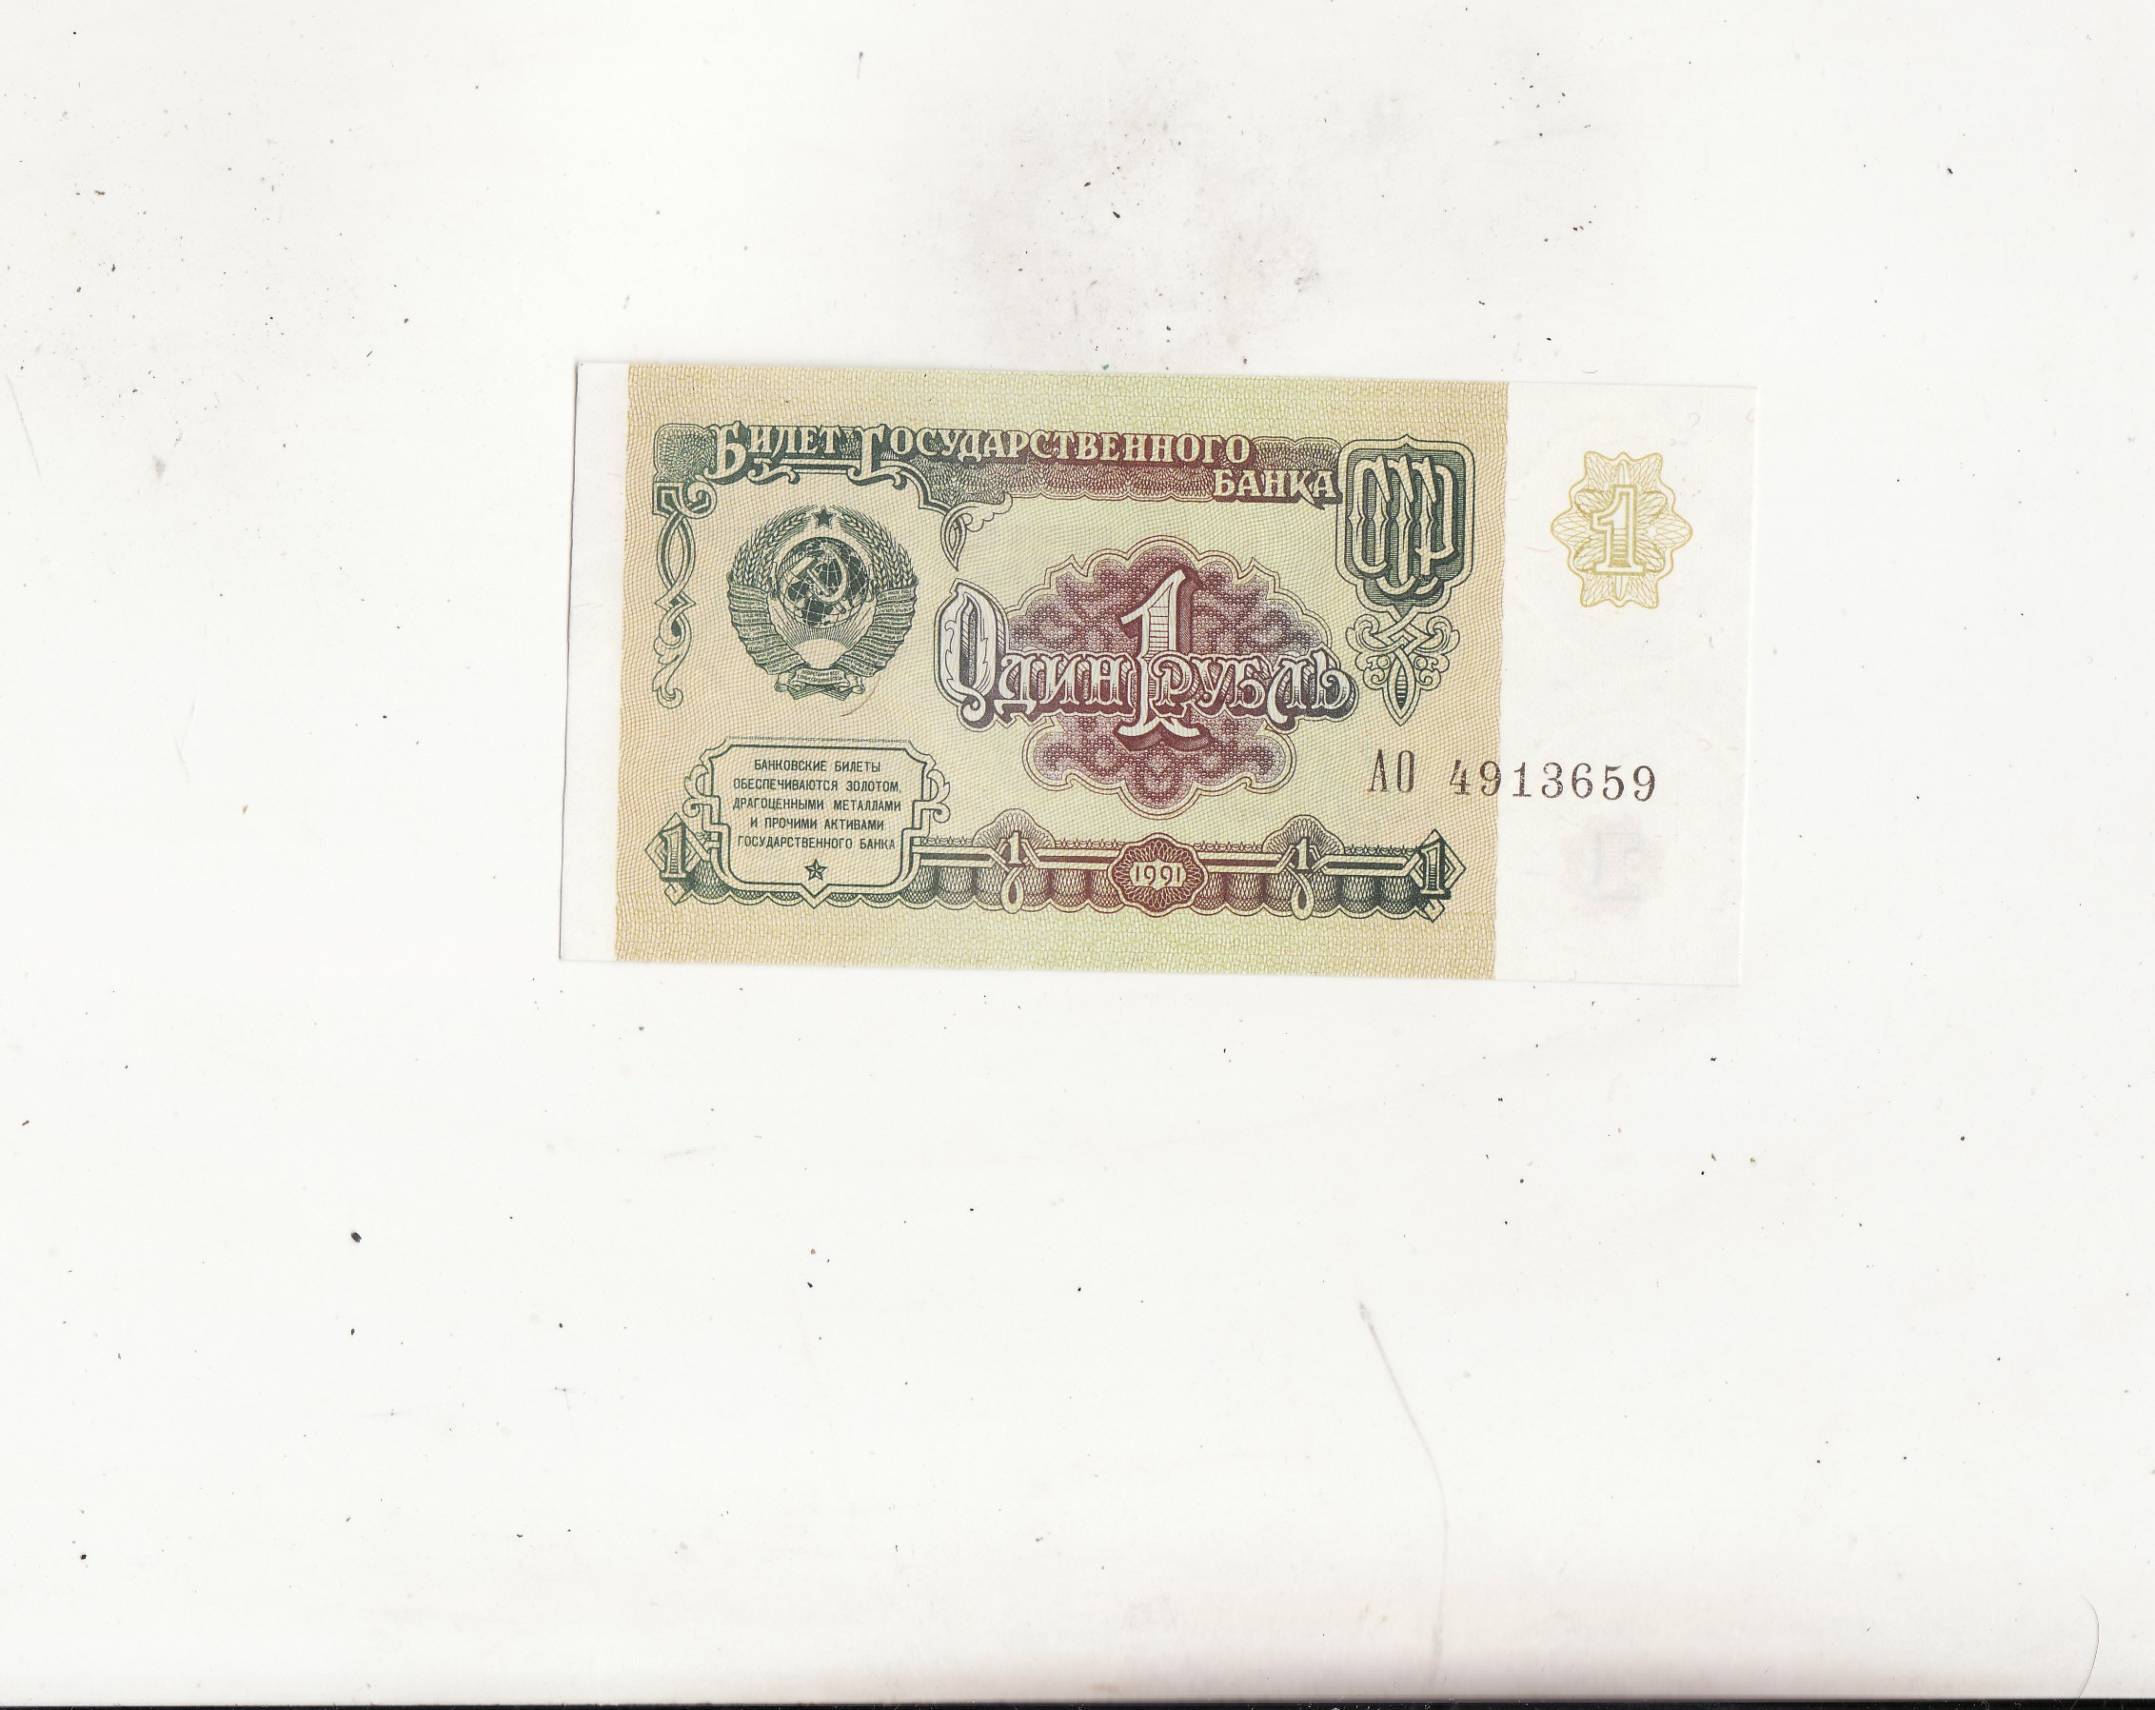 БИЛЕТ ГОСУДАРСТВЕННОГО
БАНКА
СССР
1
1
ОДИН РУБЛЬ
АО 4913659
БАНКОВСКИЕ БИЛЕТЫ
ОБЕСПЕЧИВАЮТСЯ ЗОЛОТОМ,
ДРАГОЦЕННЫМИ МЕТАЛЛАМИ
И ПРОЧИМИ АКТИВАМИ
ГОСУДАРСТВЕННОГО БАНКА
1 1 1991 1 1